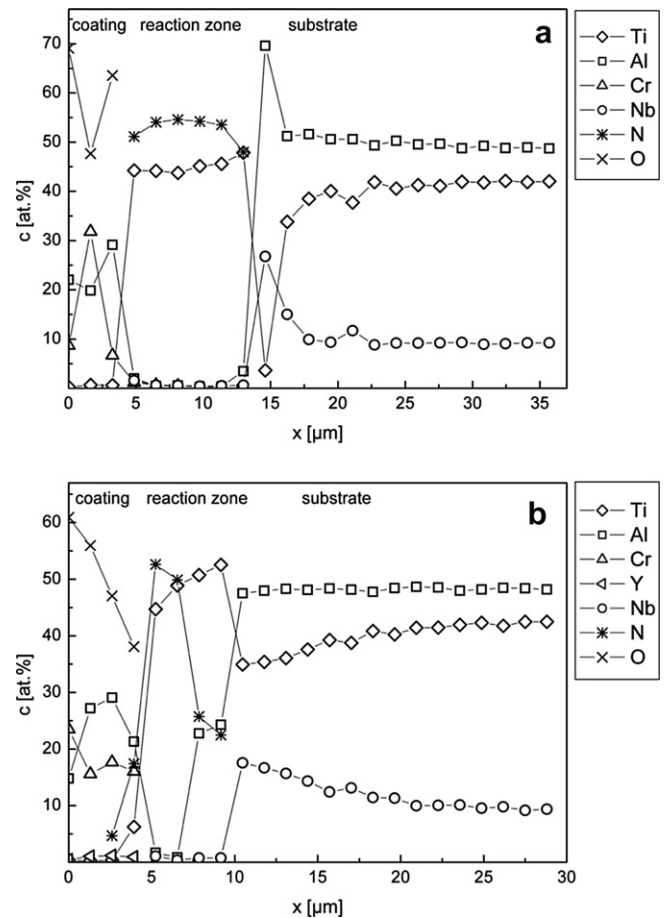 coating reaction zone substrate
a
70
60
50
40
30
20
10
c [at.%]
0 5 10 15 20 25 30 35
x [µm]
Ti
Al
Cr
Nb
N
O
coating reaction zone substrate
b
60
50
40
30
20
10
c [at.%]
0 5 10 15 20 25 30
x [µm]
Ti
Al
Cr
Y
Nb
N
O